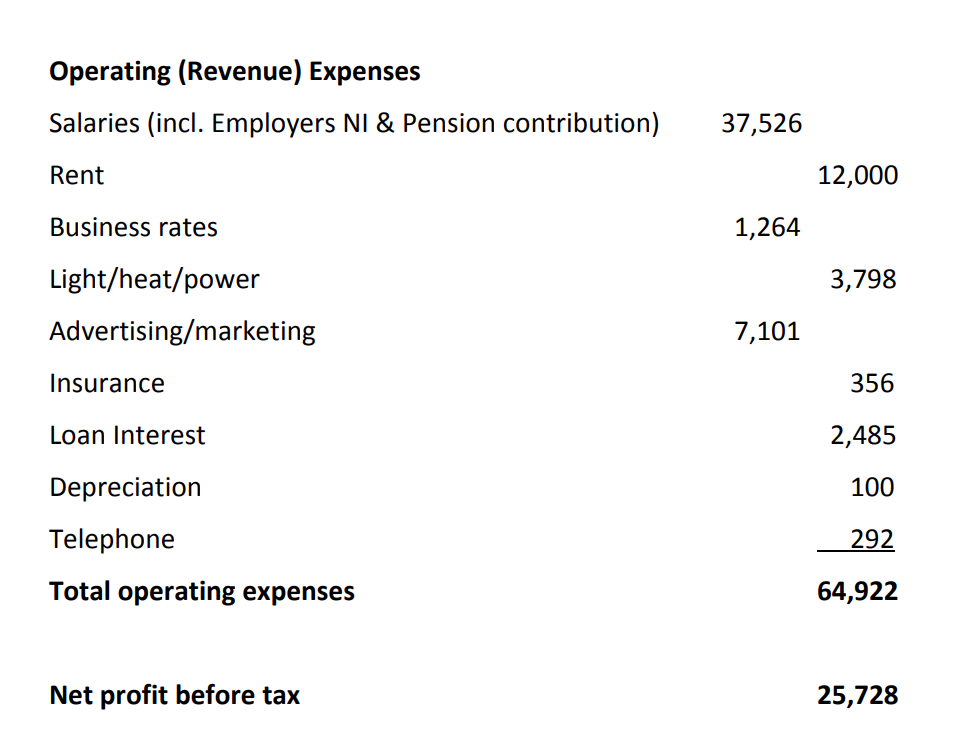 Operating (Revenue) Expenses
Salaries (incl. Employers NI & Pension contribution) 37,526
Rent 12,000
Business rates 1,264
Light/heat/power 3,798
Advertising/marketing 7,101
Insurance 356
Loan Interest 2,485
Depreciation 100
Telephone 292
Total operating expenses 64,922
Net profit before tax 25,728